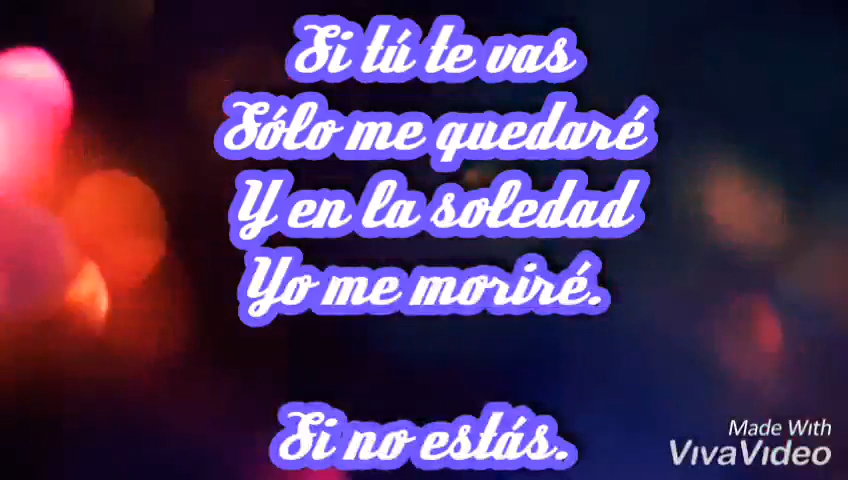 Si tú te vas
Sólo me quedaré
Y en la soledad
Yo me moriré.
Si no estás.
Made With
VivaVideo